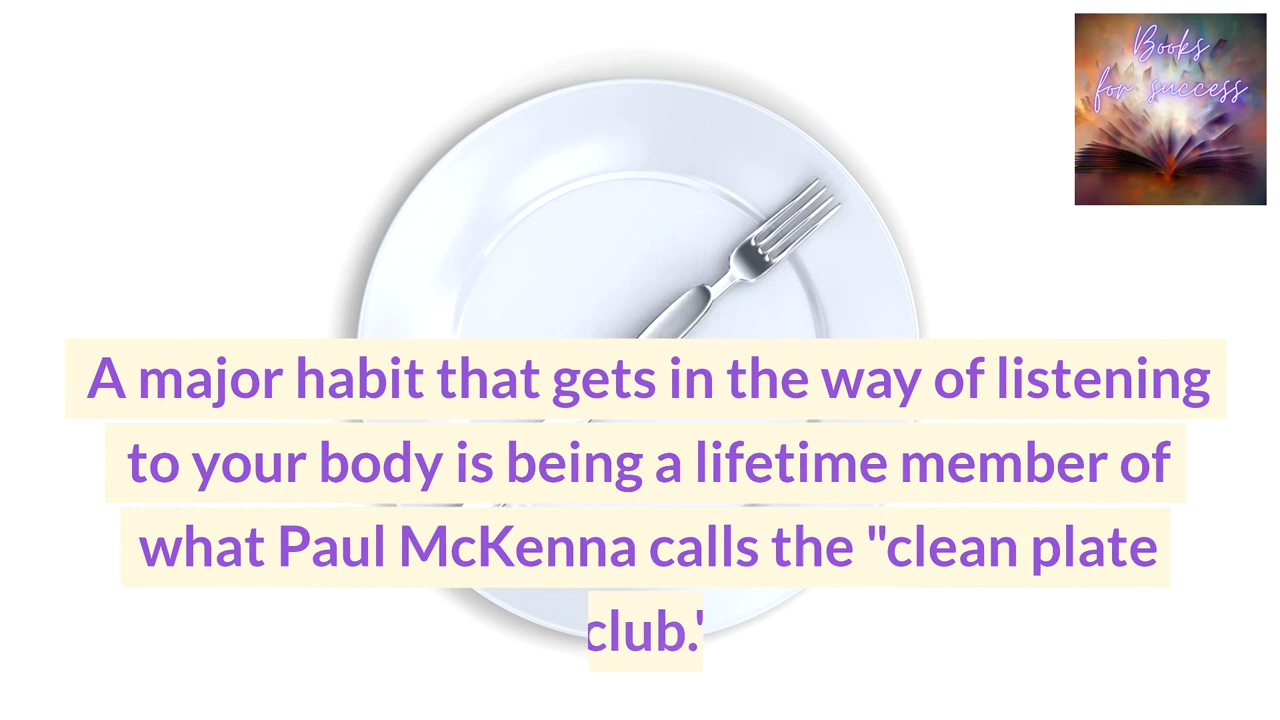 Books
for success
A major habit that gets in the way of listening
to your body is being a lifetime member of
what Paul McKenna calls the "clean plate
club.'